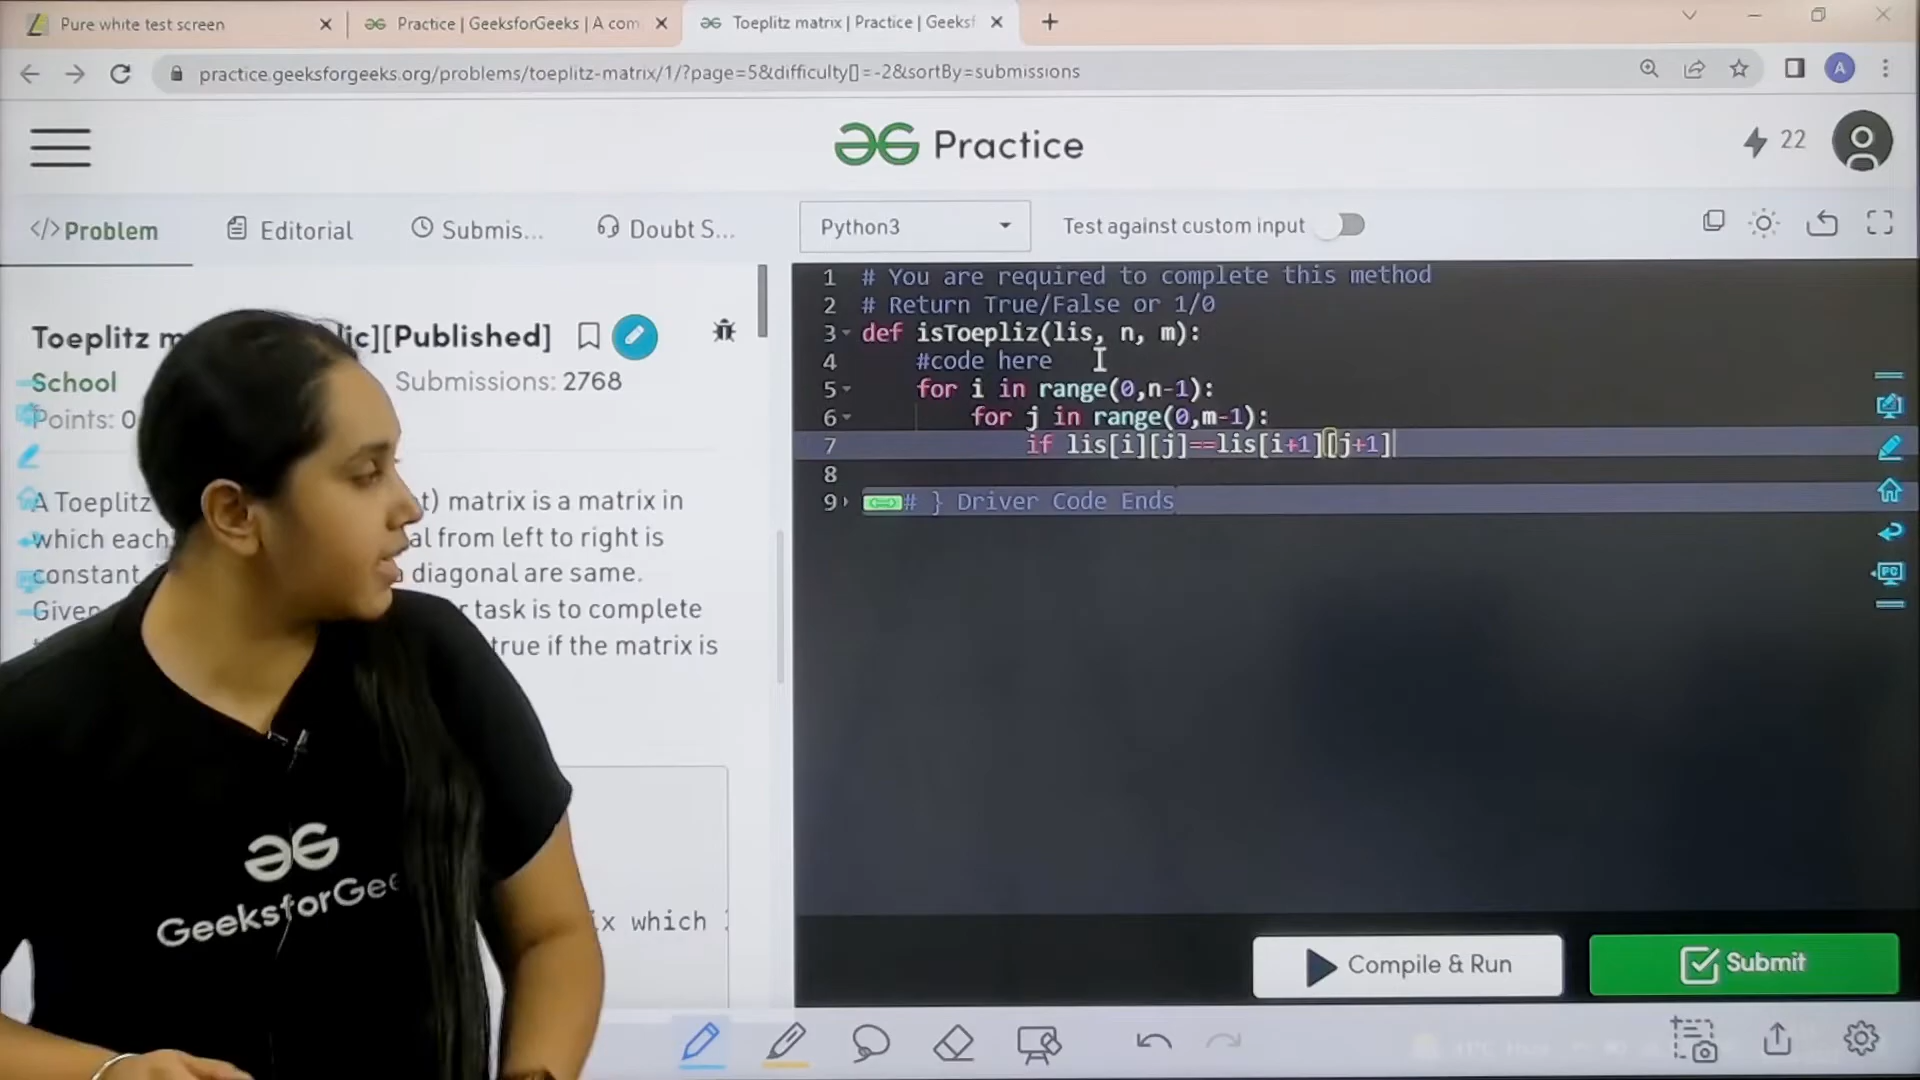 Pure white test screen
Practice | GeeksforGeeks | A com
Toeplitz matrix | Practice | Geeksf
practice.geeksforgeeks.org/problems/toeplitz-matrix/1/?page=5&difficulty[]=-2&sortBy=submissions
A
Practice
22
</>Problem
Editorial
Submis...
Doubt S...
Python3
Test against custom input
Toeplitz m ic][Published]
School Submissions: 2768
Points: 0
A Toeplitz t) matrix is a matrix in
which each al from left to right is
constant diagonal are same.
Given task is to complete
true if the matrix is
x which
1 # You are required to complete this method
2 # Return True/False or 1/0
3 def isToepliz(lis, n, m):
4 #code here
5 for i in range(0,n-1):
6 for j in range(0,m-1):
7 if lis[i][j]==lis[i+1][j+1]
8
9 # } Driver Code Ends
Compile & Run
Submit
PC
GeeksforGee